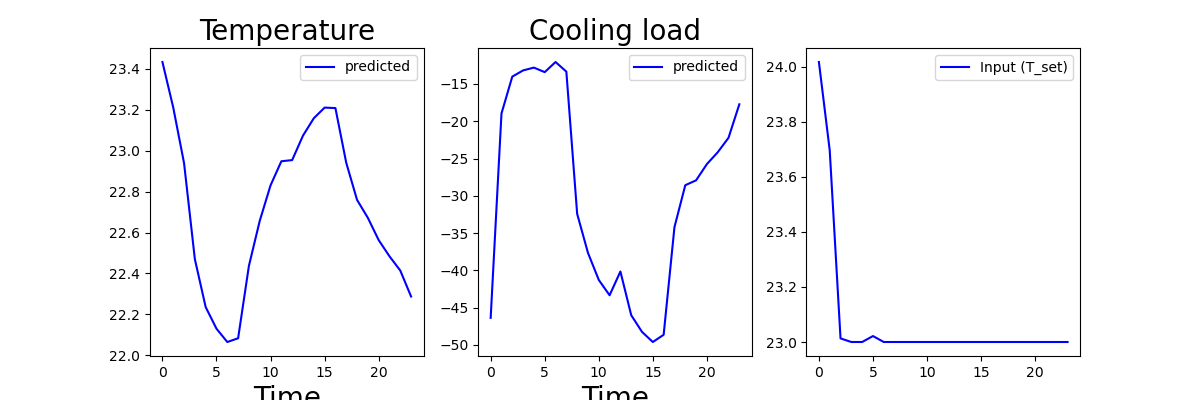 Temperature
predicted
23.4
23.2
23.0
22.8
22.6
22.4
22.2
22.0
0 5 10 15 20
Time
Cooling load
predicted
−15
−20
−25
−30
−35
−40
−45
−50
0 5 10 15 20
Time
Input (T_set)
24.0
23.8
23.6
23.4
23.2
23.0
0 5 10 15 20